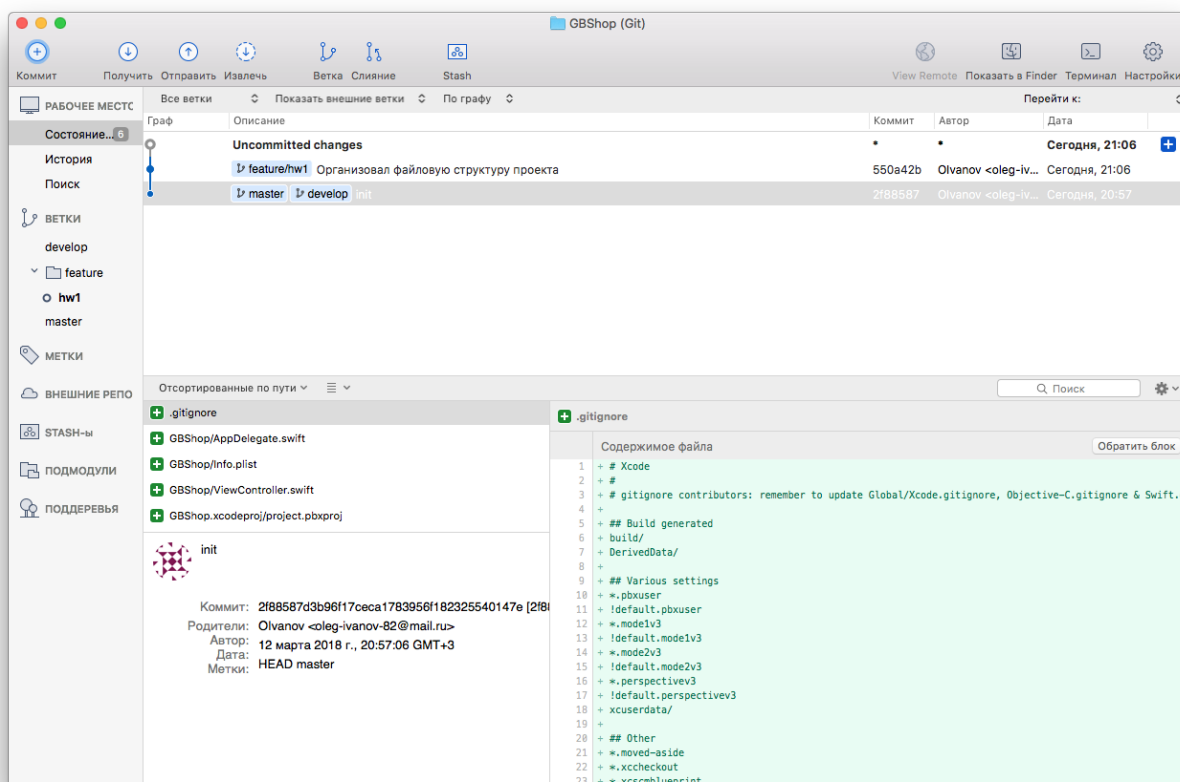 GBShop (Git)
Коммит Получить Отправить Извлечь Ветка Слияние Stash View Remote Показать в Finder Терминал Настройки
РАБОЧЕЕ МЕСТО
Состояние... 6
История
Поиск
ВЕТКИ
develop
feature
hw1
master
МЕТКИ
ВНЕШНИЕ РЕПО
STASH-ы
ПОДМОДУЛИ
ПОДДЕРЕВЬЯ
Все ветки Показать внешние ветки По графу Перейти к:
Граф Описание Коммит Автор Дата
Uncommitted changes * * Сегодня, 21:06
feature/hw1 Организовал файловую структуру проекта 550a42b Olvanov <oleg-iv... Сегодня, 21:06
master develop init 2f88587 Olvanov <oleg-iv... Сегодня, 20:57
Отсортированные по пути Поиск
.gitignore
GBShop/AppDelegate.swift
GBShop/Info.plist
GBShop/ViewController.swift
GBShop.xcodeproj/project.pbxproj
init
Коммит: 2f88587d3b96f17ceca1783956f182325540147e [2f88
Родители: Olvanov <oleg-ivanov-82@mail.ru>
Автор: 12 марта 2018 г., 20:57:06 GMT+3
Дата: HEAD master
Метки:
.gitignore
Содержимое файла Обратить блок
1 + # Xcode
2 + #
3 + # gitignore contributors: remember to update Global/Xcode.gitignore, Objective-C.gitignore & Swift.
4 +
5 + ## Build generated
6 + build/
7 + DerivedData/
8 +
9 + ## Various settings
10 + *.pbxuser
11 + !default.pbxuser
12 + *.mode1v3
13 + !default.mode1v3
14 + *.mode2v3
15 + !default.mode2v3
16 + *.perspectivev3
17 + !default.perspectivev3
18 + xcuserdata/
19 +
20 + ## Other
21 + *.moved-aside
22 + *.xccheckout
23 + *.xcscmblueprint